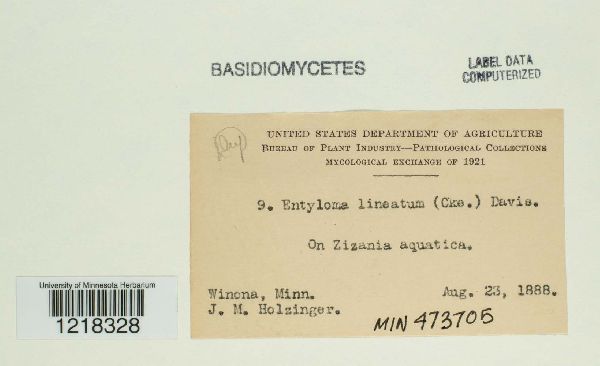 BASIDIOMYCETES
LABEL DATA
COMPUTERIZED
UNITED STATES DEPARTMENT OF AGRICULTURE
BUREAU OF PLANT INDUSTRY—PATHOLOGICAL COLLECTIONS
MYCOLOGICAL EXCHANGE OF 1921
9. Entyloma lineatum (Cke.) Davis.
On Zizania aquatica.
Winona, Minn.
Aug. 23, 1888.
J. M. Holzinger.
MIN 473705
University of Minnesota Herbarium
1218328